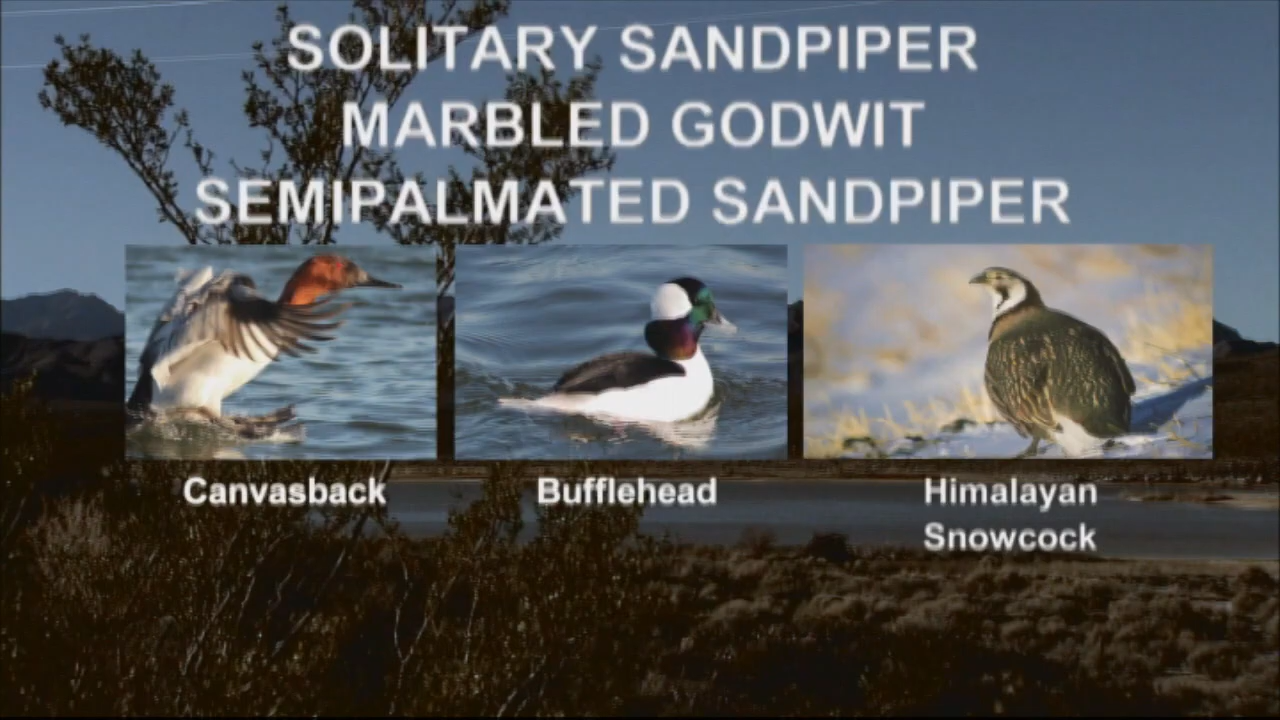 SOLITARY SANDPIPER
MARBLED GODWIT
SEMIPALMATED SANDPIPER
Canvasback
Bufflehead
Himalayan
Snowcock